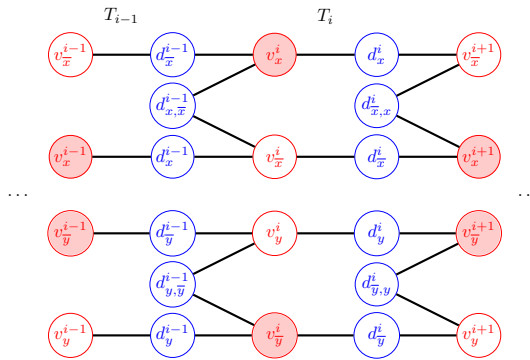 T_{i-1} T_i
v_{\overline{x}}^{i-1} d_{\overline{x}}^{i-1} v_x^i d_x^i v_{\overline{x}}^{i+1}
d_{x,\overline{x}}^{i-1} d_{\overline{x},x}^i
v_x^{i-1} d_x^{i-1} v_{\overline{x}}^i d_{\overline{x}}^i v_x^{i+1}
... ...
v_{\overline{y}}^{i-1} d_{\overline{y}}^{i-1} v_y^i d_y^i v_{\overline{y}}^{i+1}
d_{y,\overline{y}}^{i-1} d_{\overline{y},y}^i
v_y^{i-1} d_y^{i-1} v_{\overline{y}}^i d_{\overline{y}}^i v_y^{i+1}